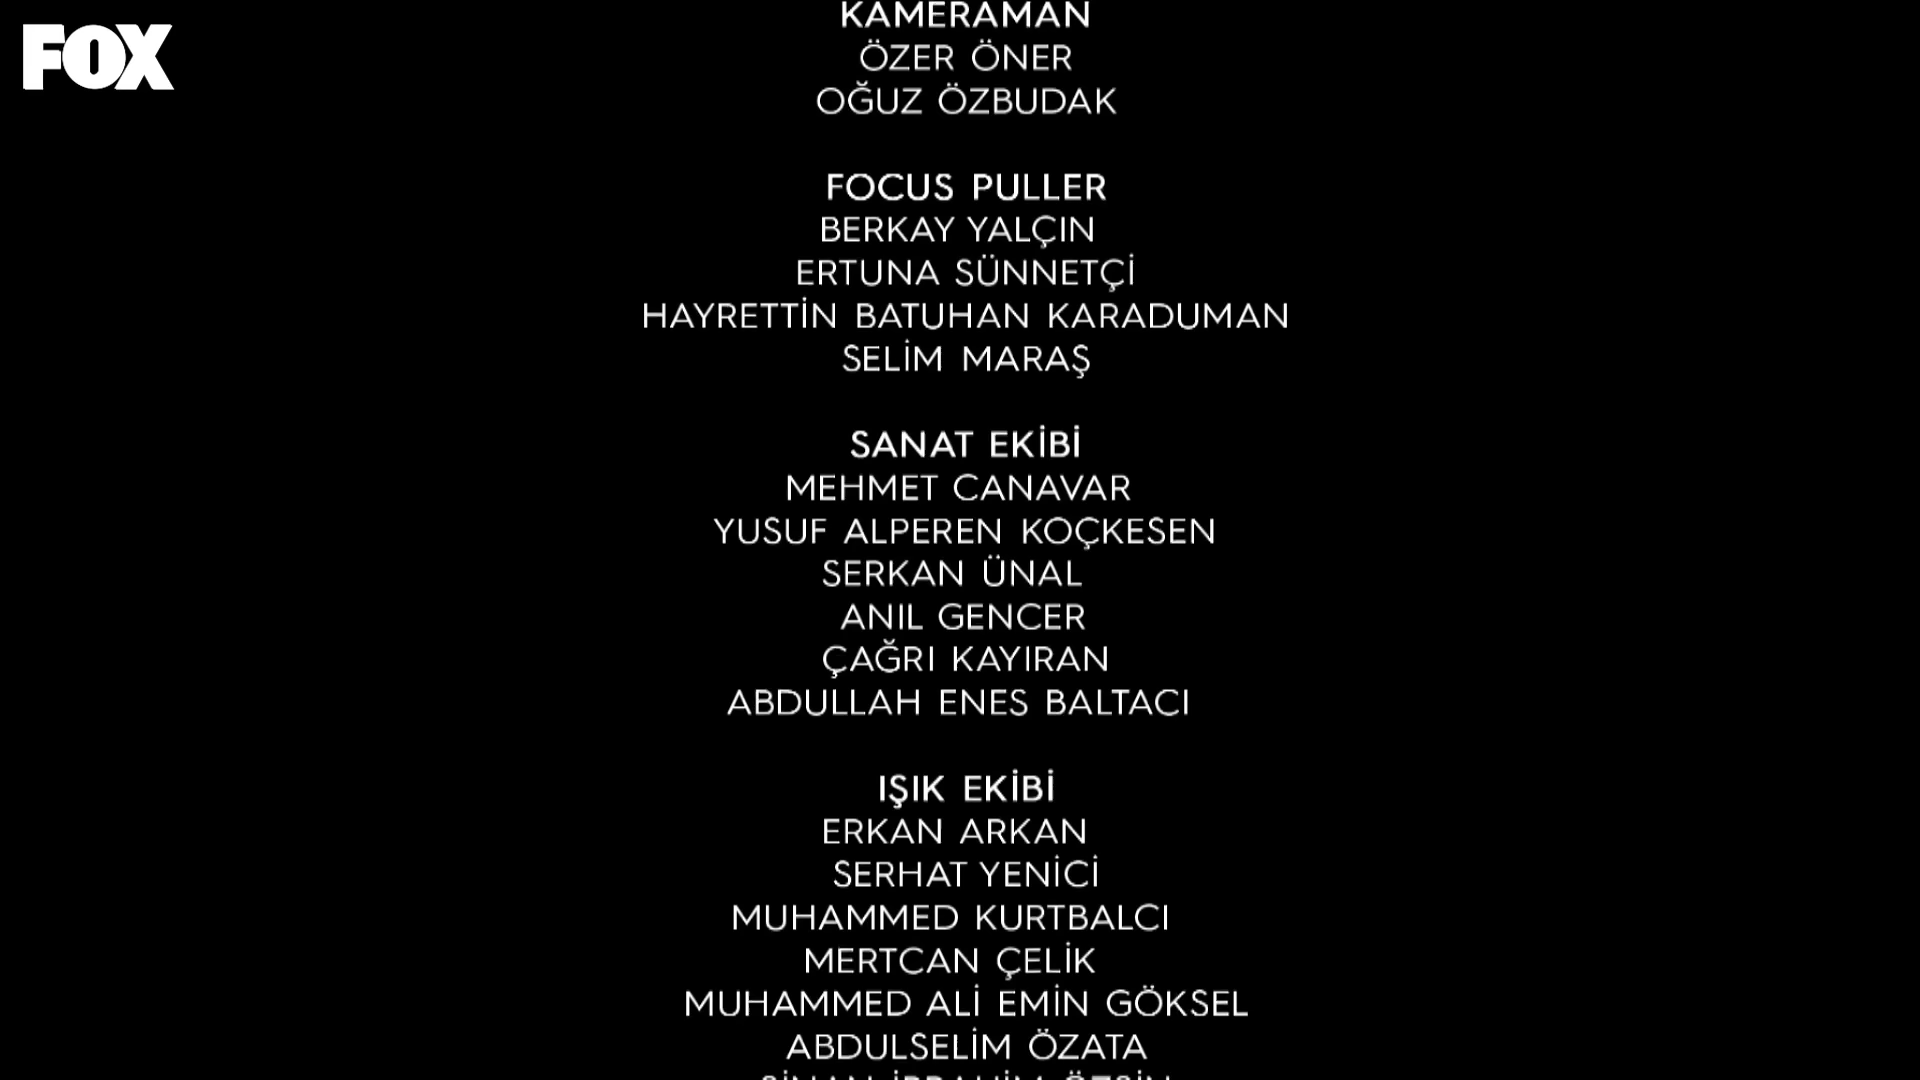 FOX
KAMERAMAN
ÖZER ÖNER
OĞUZ ÖZBUDAK
FOCUS PULLER
BERKAY YALÇIN
ERTUNA SÜNNETÇİ
HAYRETTİN BATUHAN KARADUMAN
SELİM MARAŞ
SANAT EKİBİ
MEHMET CANAVAR
YUSUF ALPEREN KOÇKESEN
SERKAN ÜNAL
ANIL GENCER
ÇAĞRI KAYIRAN
ABDULLAH ENES BALTACI
IŞIK EKİBİ
ERKAN ARKAN
SERHAT YENİCİ
MUHAMMED KURTBALCI
MERTCAN ÇELİK
MUHAMMED ALİ EMİN GÖKSEL
ABDULSELİM ÖZATA